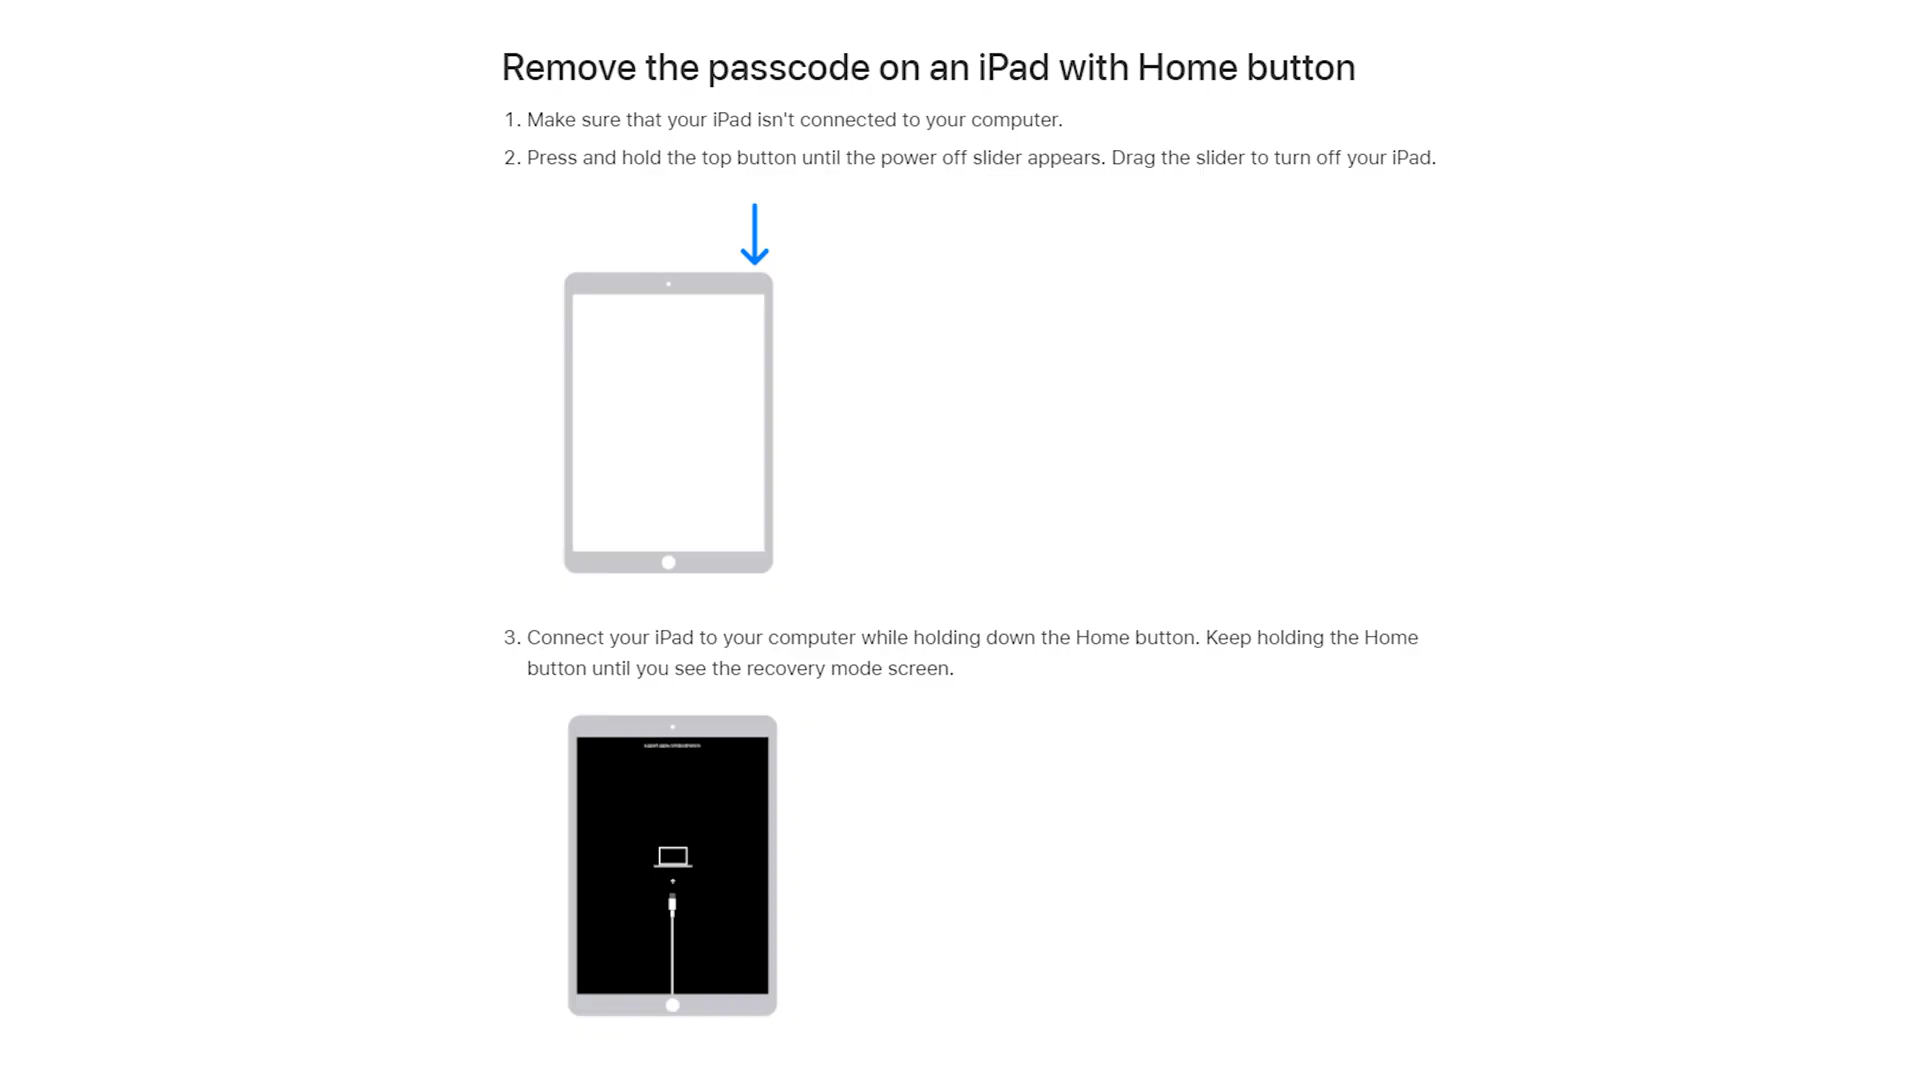 Remove the passcode on an iPad with Home button
1. Make sure that your iPad isn't connected to your computer.
2. Press and hold the top button until the power off slider appears. Drag the slider to turn off your iPad.
3. Connect your iPad to your computer while holding down the Home button. Keep holding the Home
button until you see the recovery mode screen.